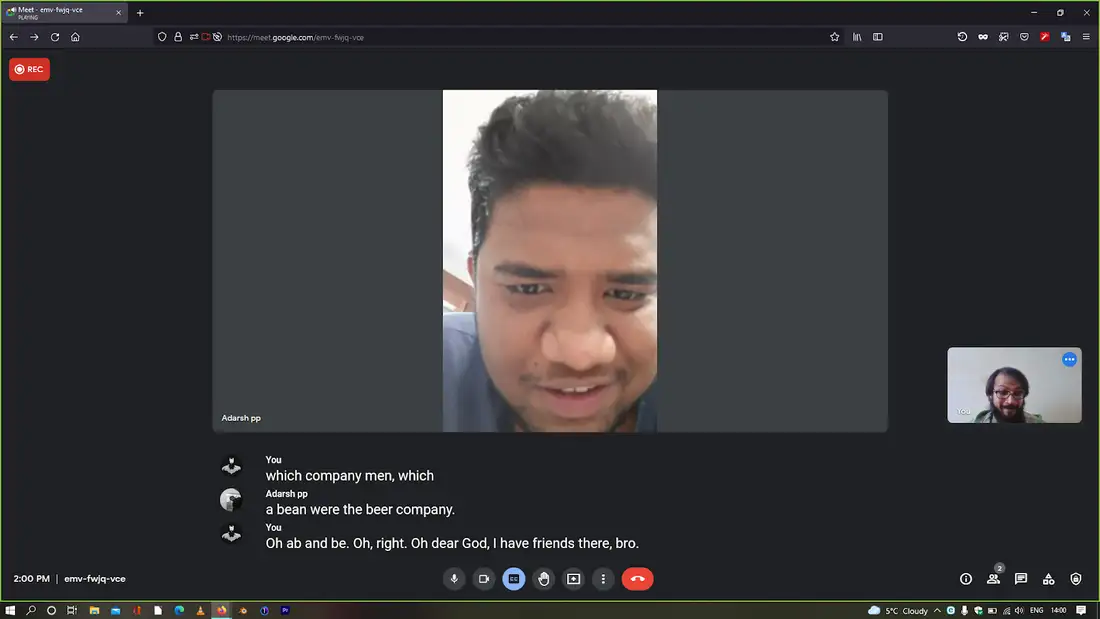 Meet - emv-fwjq-vce
PLAYING
https://meet.google.com/emv-fwjq-vce
REC
Adarsh pp
You
You
which company men, which
Adarsh pp
a bean were the beer company.
You
Oh ab and be. Oh, right. Oh dear God, I have friends there, bro.
2:00 PM | emv-fwjq-vce
2
5°C Cloudy
ENG
14:00